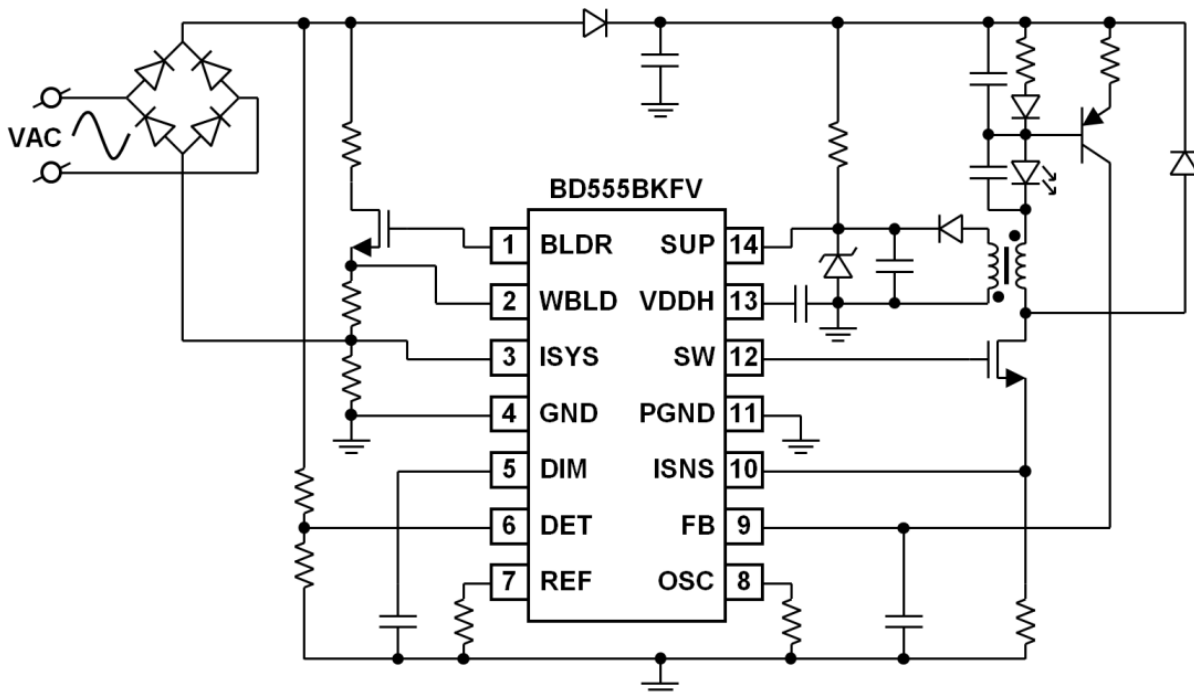 VAC
BD555BKFV
1 BLDR SUP 14
2 WBLD VDDH 13
3 ISYS SW 12
4 GND PGND 11
5 DIM ISNS 10
6 DET FB 9
7 REF OSC 8